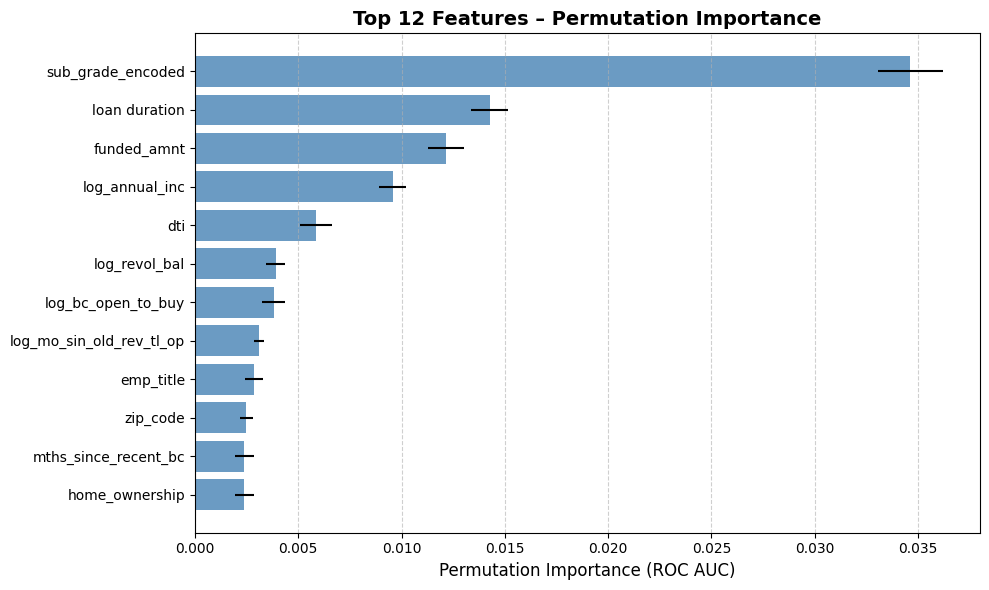 Top 12 Features – Permutation Importance
sub_grade_encoded
loan duration
funded_amnt
log_annual_inc
dti
log_revol_bal
log_bc_open_to_buy
log_mo_sin_old_rev_tl_op
emp_title
zip_code
mths_since_recent_bc
home_ownership
0.000 0.005 0.010 0.015 0.020 0.025 0.030 0.035
Permutation Importance (ROC AUC)